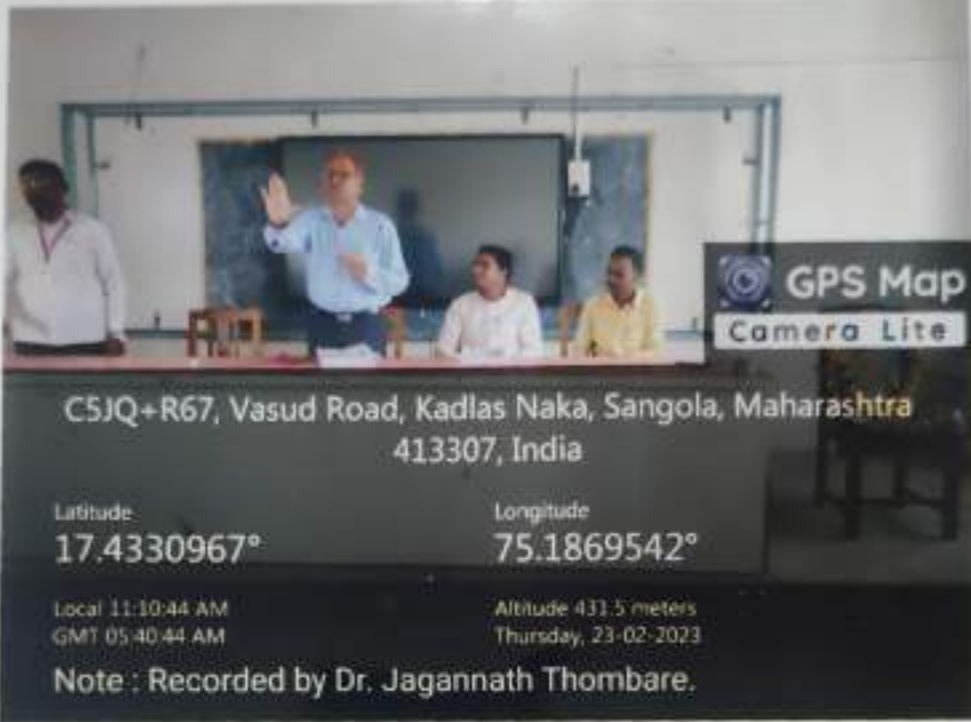 GPS Map
Camera Lite
C5JQ+R67, Vasud Road, Kadlas Naka, Sangola, Maharashtra
413307, India
Latitude
17.4330967°
Longitude
75.1869542°
Local 11:10:44 AM
GMT 05:40:44 AM
Altitude 431.5 meters
Thursday, 23-02-2023
Note : Recorded by Dr. Jagannath Thombare.